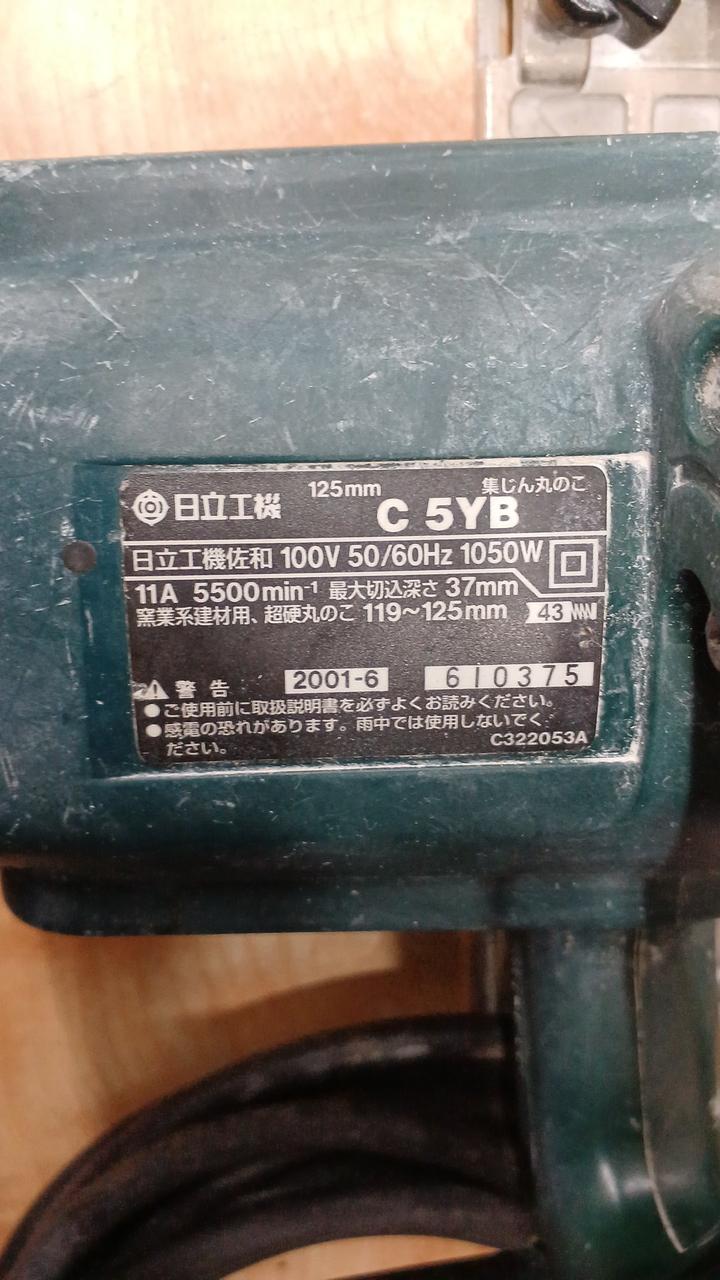 日立工機 125mm 集じん丸のこ
C 5YB
日立工機佐和 100V 50/60Hz 1050W
11A 5500min⁻¹ 最大切込深さ 37mm
窯業系建材用、超硬丸のこ 119～125mm 43
警告 2001-6 610375
●ご使用前に取扱説明書を必ずよくお読みください。
●感電の恐れがあります。雨中では使用しないでく
ださい。 C322053A